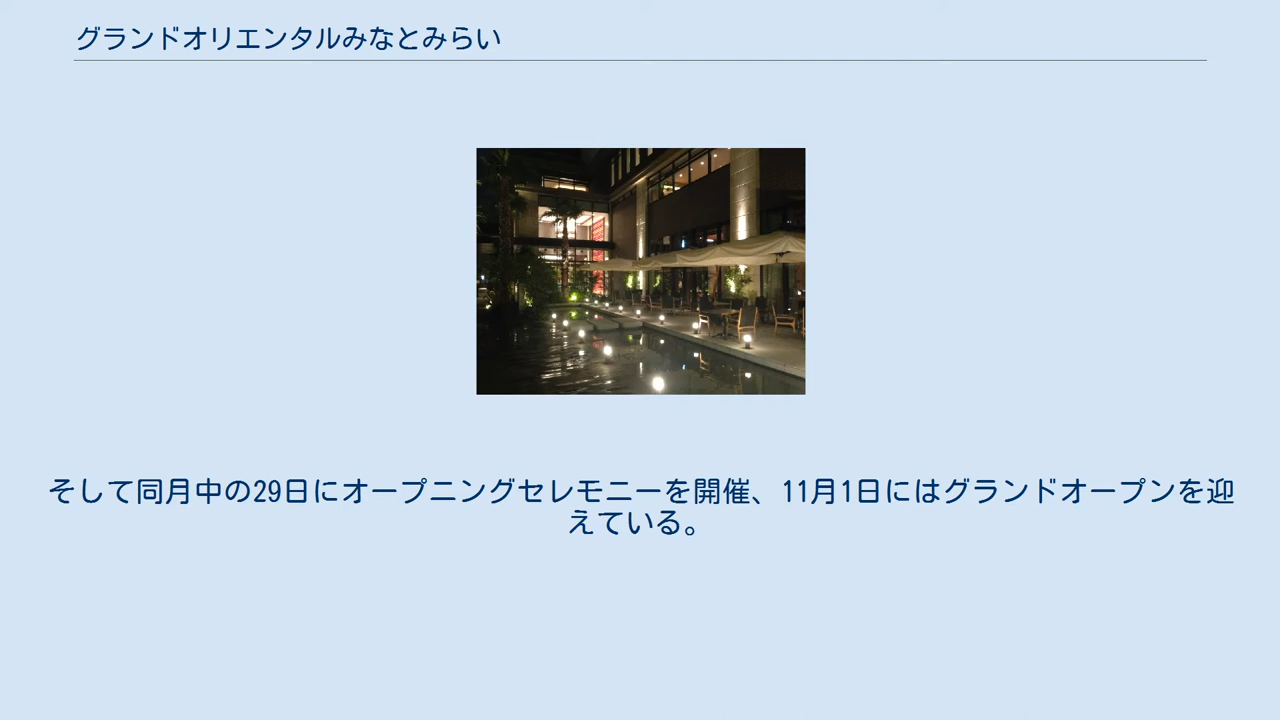 グランドオリエンタルみなとみらい
そして同月中の29日にオープニングセレモニーを開催、11月1日にはグランドオープンを迎
えている。